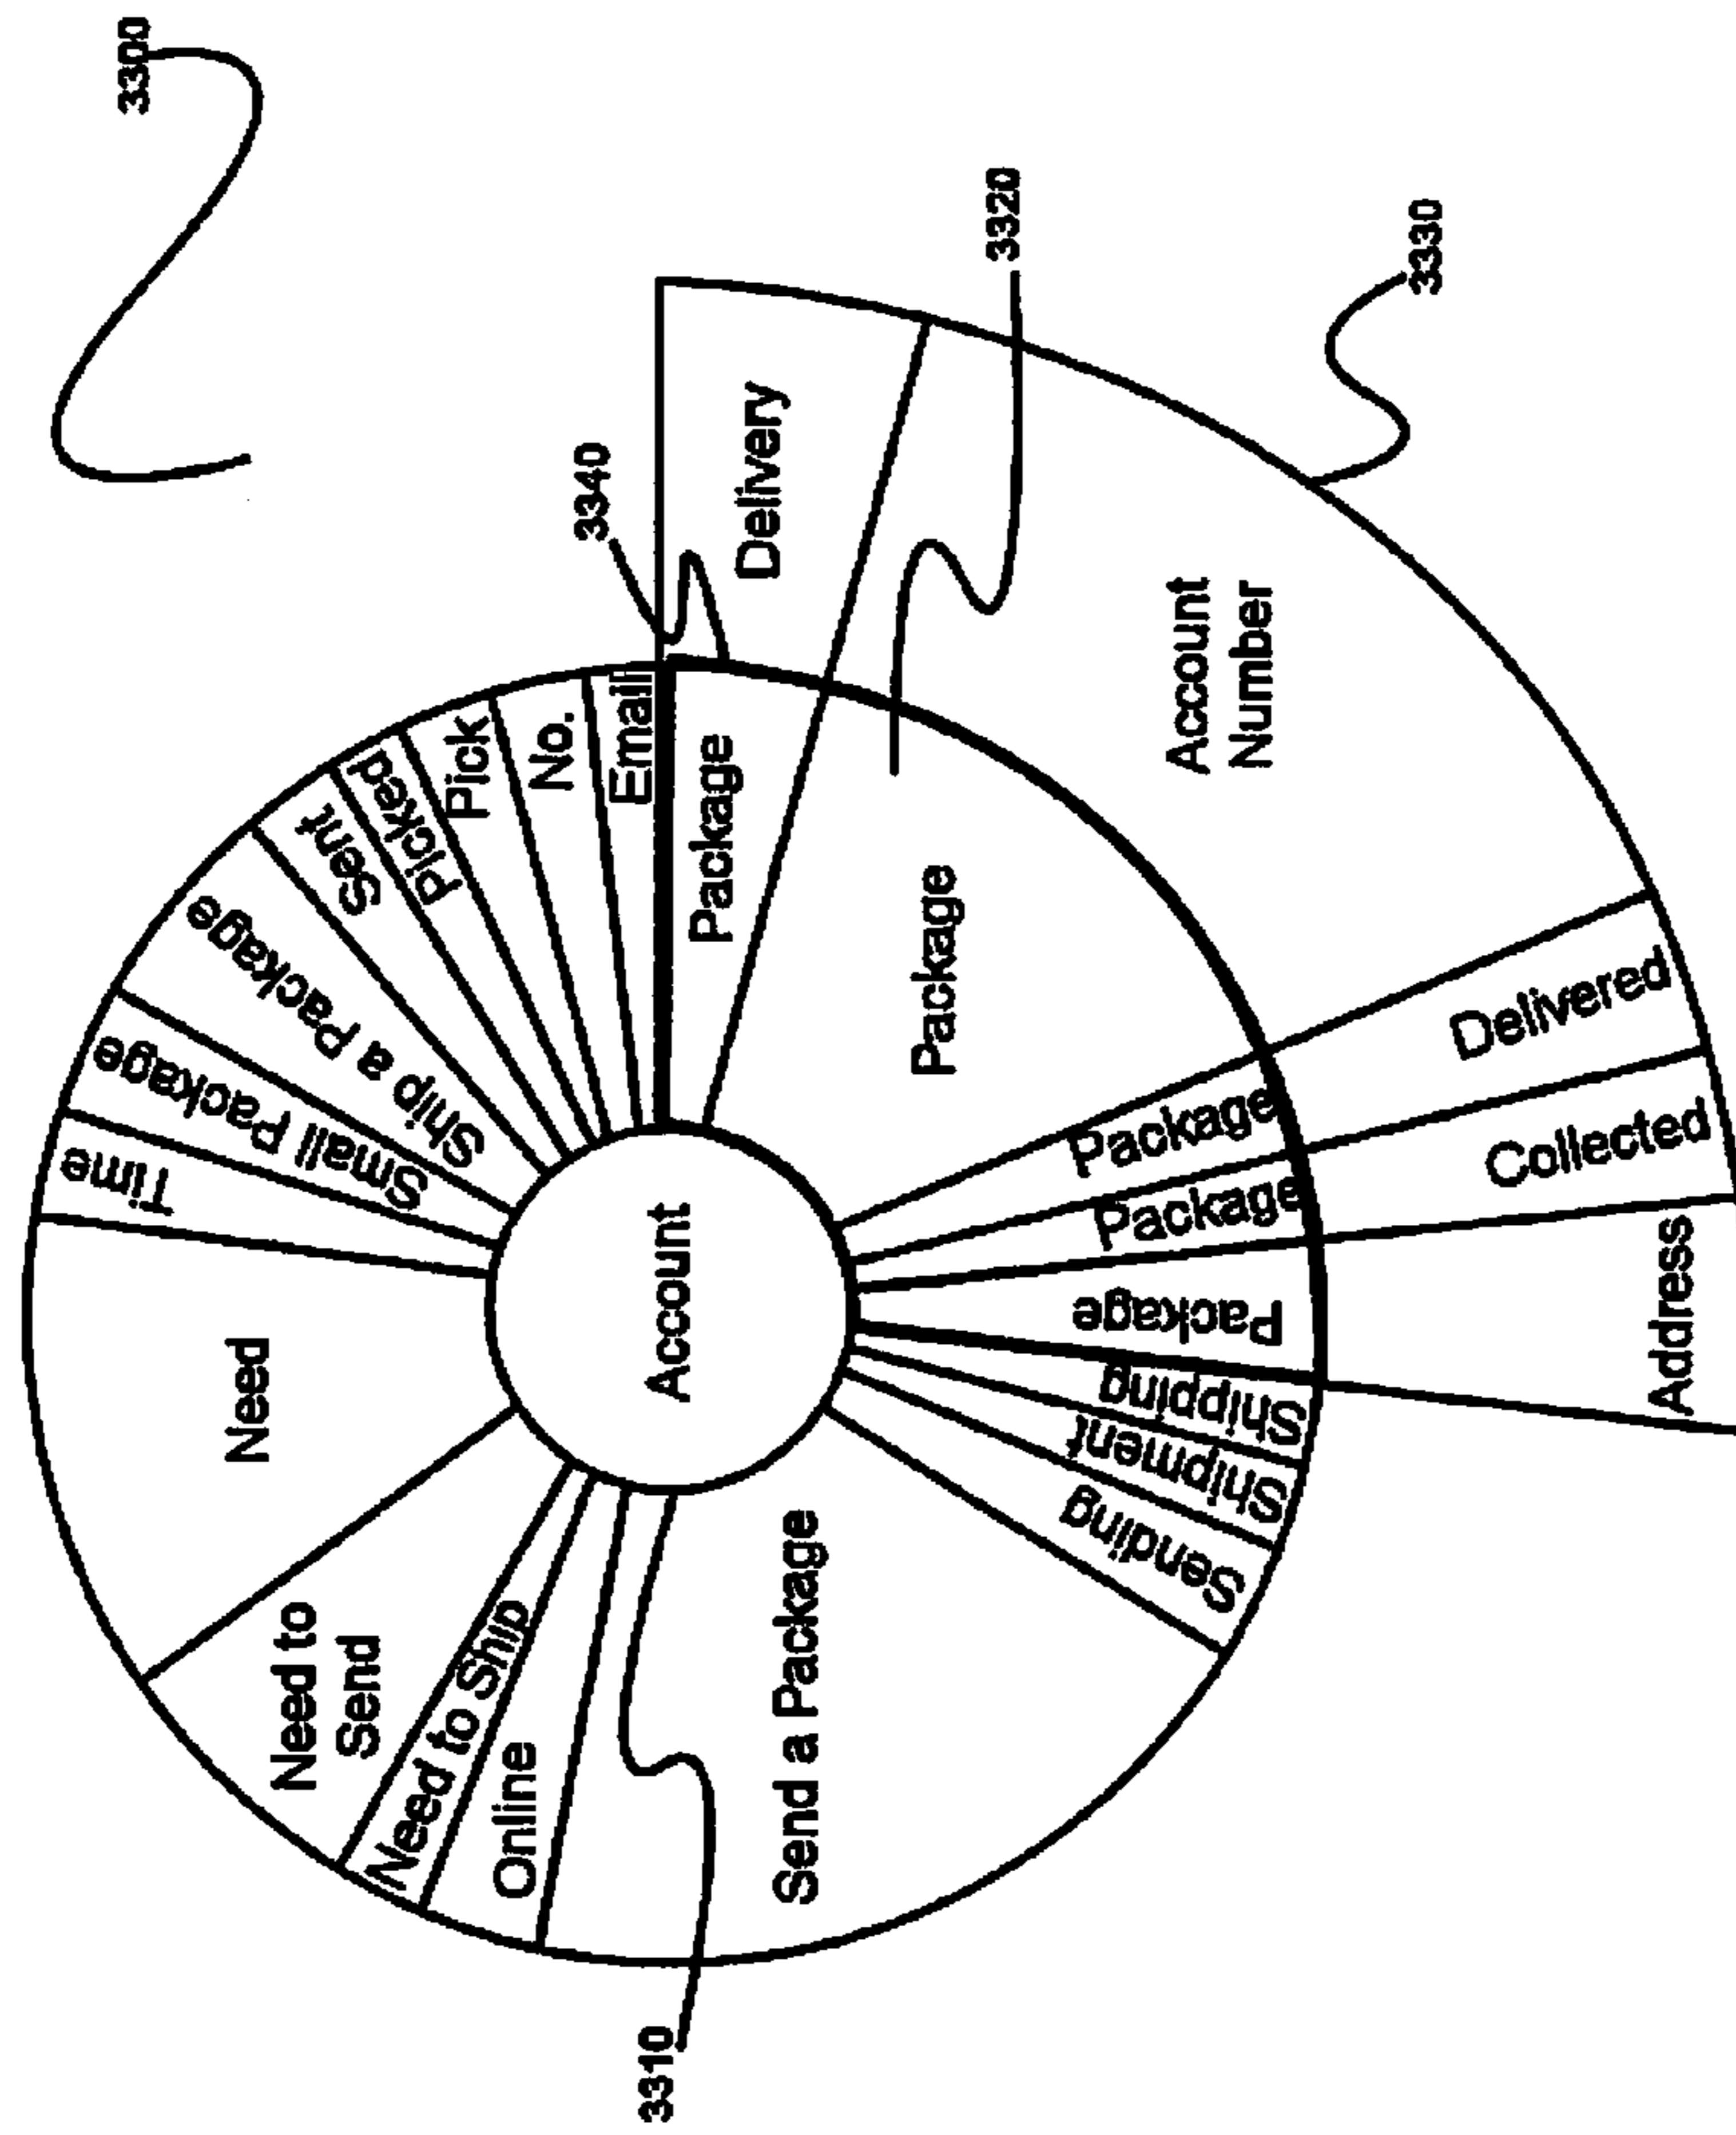 3300
3310
3320
3330
3340
Account
Need to
Send
Need
Time
Small Package
Ship a package
Sent
Picked
Pick
No.
Email
Package
Delivery
Package
Account
Number
Package
Delivered
Package
Collected
Package
Address
Shipping
Shipment
Sending
Send a Package
Online
Need to Ship